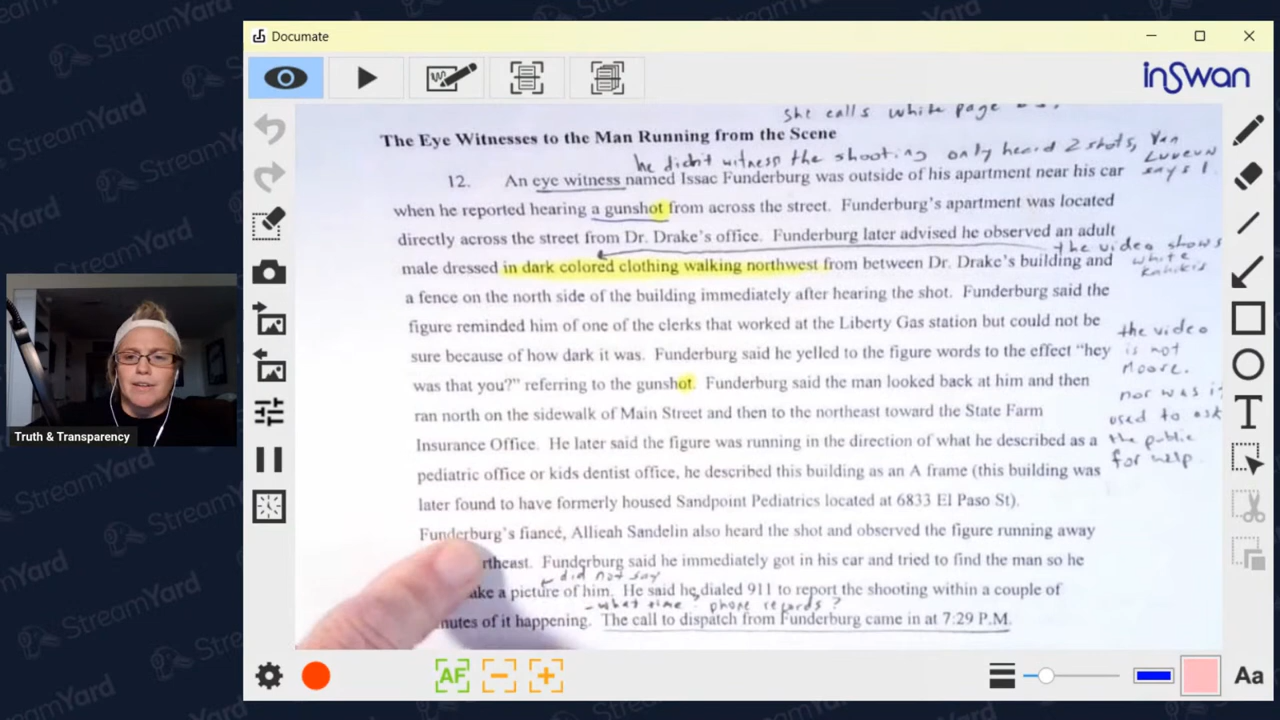 StreamYard
Documate
inSwan
she calls white page
The Eye Witnesses to the Man Running from the Scene
he didn't witness the shooting only heard 2 shots, Van
Luven
says 1.
12. An eye witness named Issac Funderburg was outside of his apartment near his car
when he reported hearing a gunshot from across the street. Funderburg's apartment was located
directly across the street from Dr. Drake's office. Funderburg later advised he observed an adult
the video shows
white
male dressed in dark colored clothing walking northwest from between Dr. Drake's building and
a fence on the north side of the building immediately after hearing the shot. Funderburg said the
figure reminded him of one of the clerks that worked at the Liberty Gas station but could not be
the video
sure because of how dark it was. Funderburg said he yelled to the figure words to the effect "hey
is not
Moore.
was that you?" referring to the gunshot. Funderburg said the man looked back at him and then
nor was it
ran north on the sidewalk of Main Street and then to the northeast toward the State Farm
used to ask
Insurance Office. He later said the figure was running in the direction of what he described as a
the public
for help.
pediatric office or kids dentist office, he described this building as an A frame (this building was
later found to have formerly housed Sandpoint Pediatrics located at 6833 El Paso St).
Funderburg's fiancé, Allieah Sandelin also heard the shot and observed the figure running away
rtheast. Funderburg said he immediately got in his car and tried to find the man so he
did not say
ake a picture of him. He said he dialed 911 to report the shooting within a couple of
- what time. phone records?
nutes of it happening. The call to dispatch from Funderburg came in at 7:29 P.M.
Truth & Transparency
AF
T
Aa